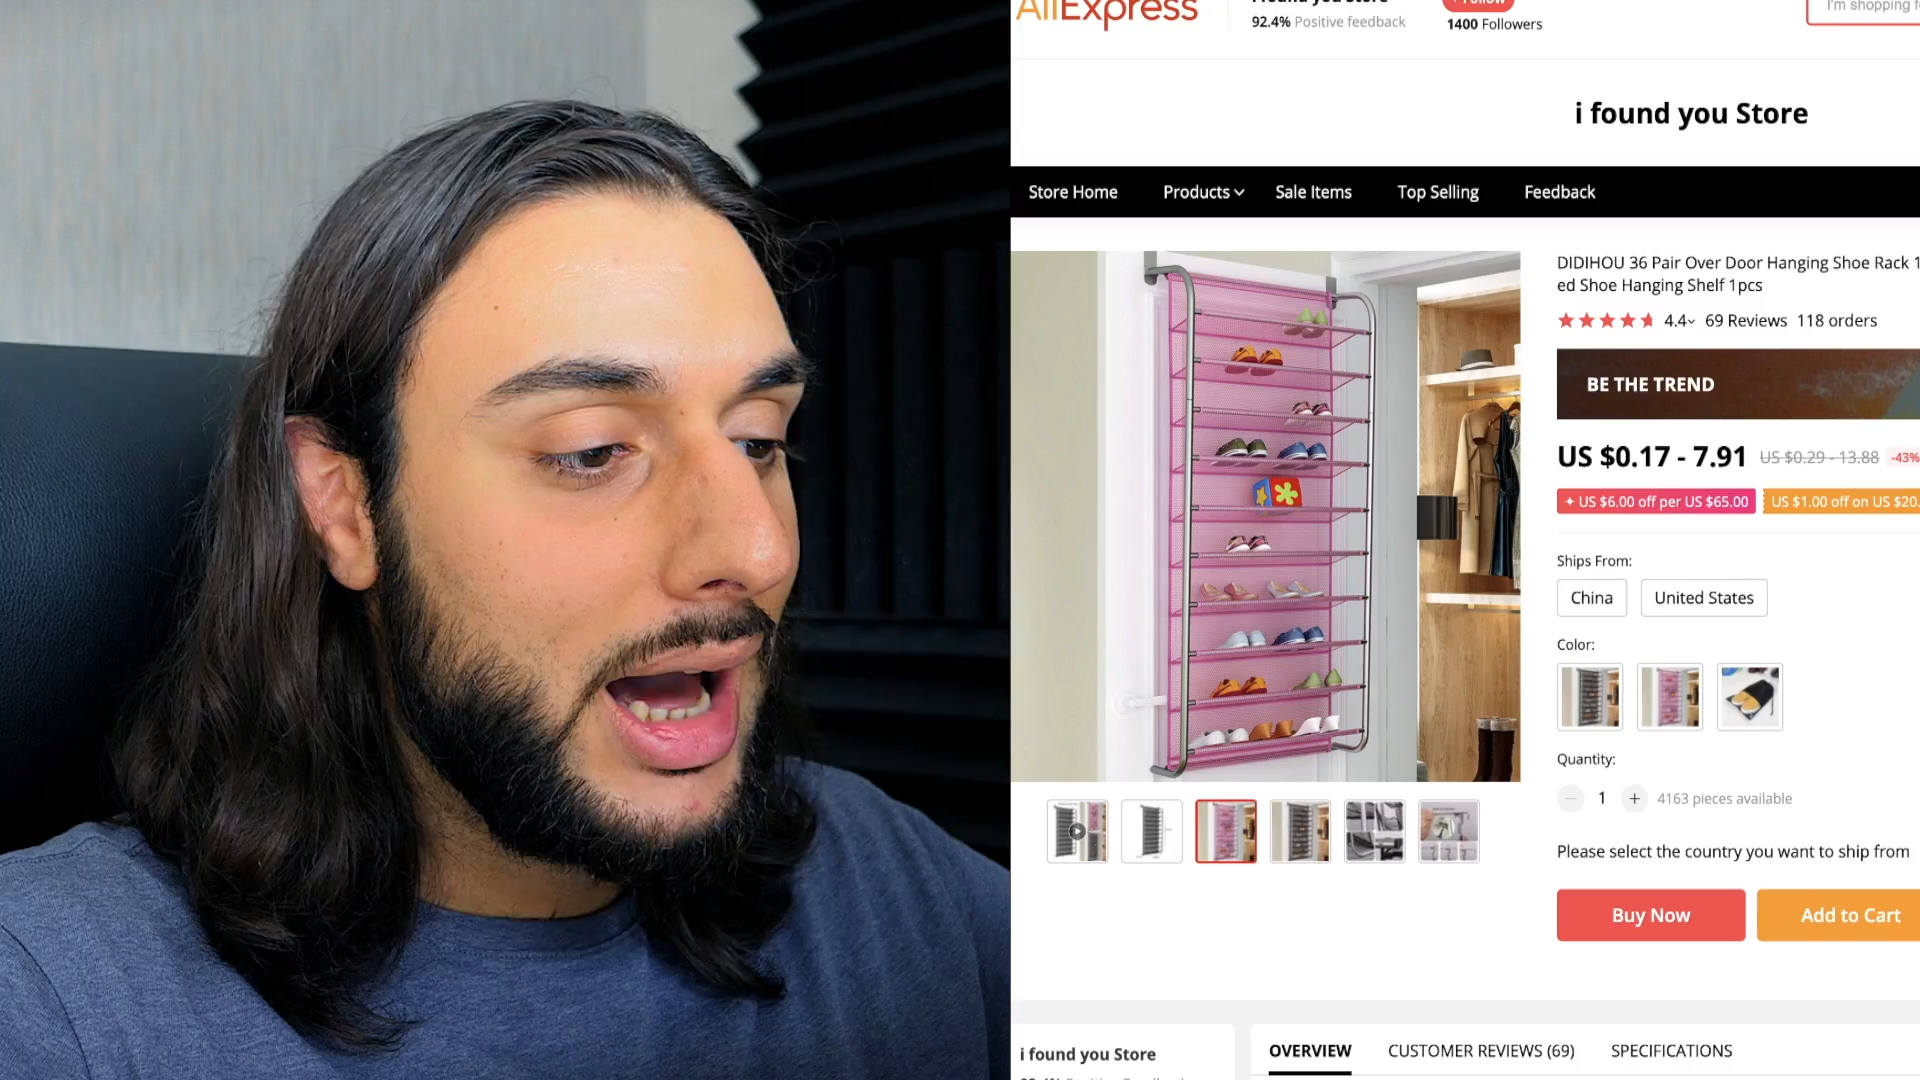 AliExpress
92.4% Positive feedback
1400 Followers
I'm shopping
i found you Store
Store Home
Products
Sale Items
Top Selling
Feedback
DIDIHOU 36 Pair Over Door Hanging Shoe Rack 1
ed Shoe Hanging Shelf 1pcs
4.4 69 Reviews 118 orders
BE THE TREND
US $0.17 - 7.91 US $0.29 - 13.88 -43%
+ US $6.00 off per US $65.00
US $1.00 off on US $20.
Ships From:
China
United States
Color:
Quantity:
1
4163 pieces available
Please select the country you want to ship from
Buy Now
Add to Cart
i found you Store
OVERVIEW
CUSTOMER REVIEWS (69)
SPECIFICATIONS